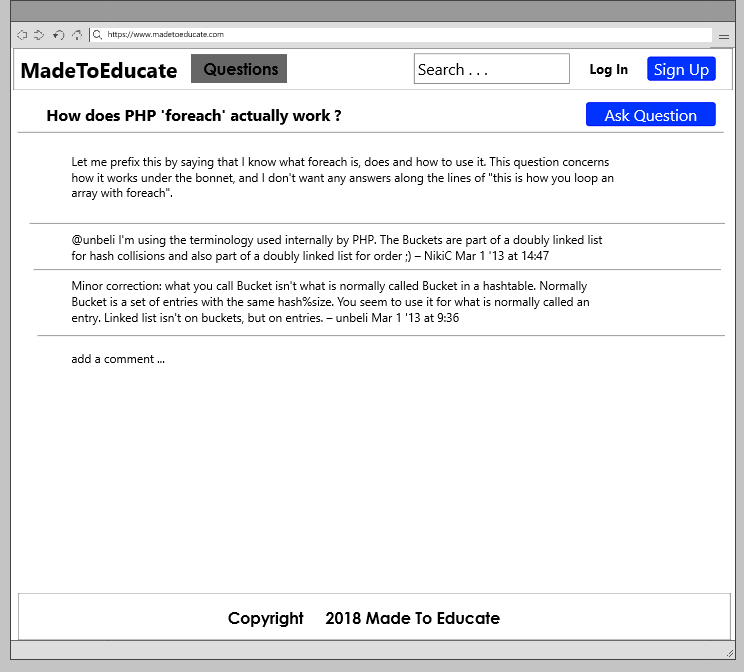 https://www.madetoeducate.com
MadeToEducate Questions Search . . . Log In Sign Up
How does PHP 'foreach' actually work ? Ask Question
Let me prefix this by saying that I know what foreach is, does and how to use it. This question concerns
how it works under the bonnet, and I don't want any answers along the lines of "this is how you loop an
array with foreach".
@unbeli I'm using the terminology used internally by PHP. The Buckets are part of a doubly linked list
for hash collisions and also part of a doubly linked list for order ;) – NikiC Mar 1 '13 at 14:47
Minor correction: what you call Bucket isn't what is normally called Bucket in a hashtable. Normally
Bucket is a set of entries with the same hash%size. You seem to use it for what is normally called an
entry. Linked list isn't on buckets, but on entries. – unbeli Mar 1 '13 at 9:36
add a comment ...
Copyright 2018 Made To Educate